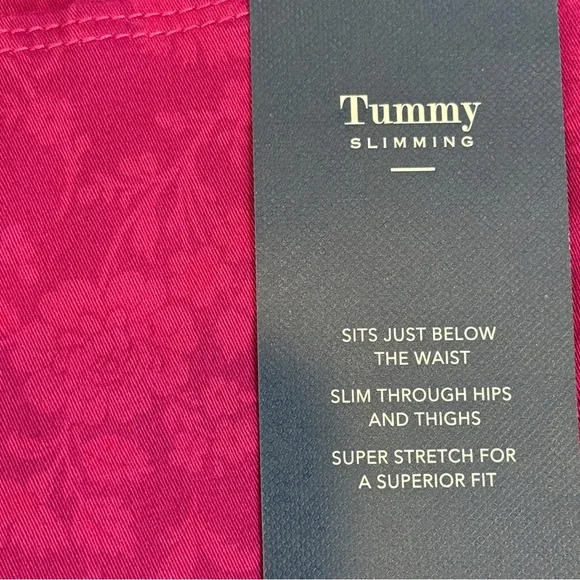 Tummy
SLIMMING
SITS JUST BELOW
THE WAIST
SLIM THROUGH HIPS
AND THIGHS
SUPER STRETCH FOR
A SUPERIOR FIT